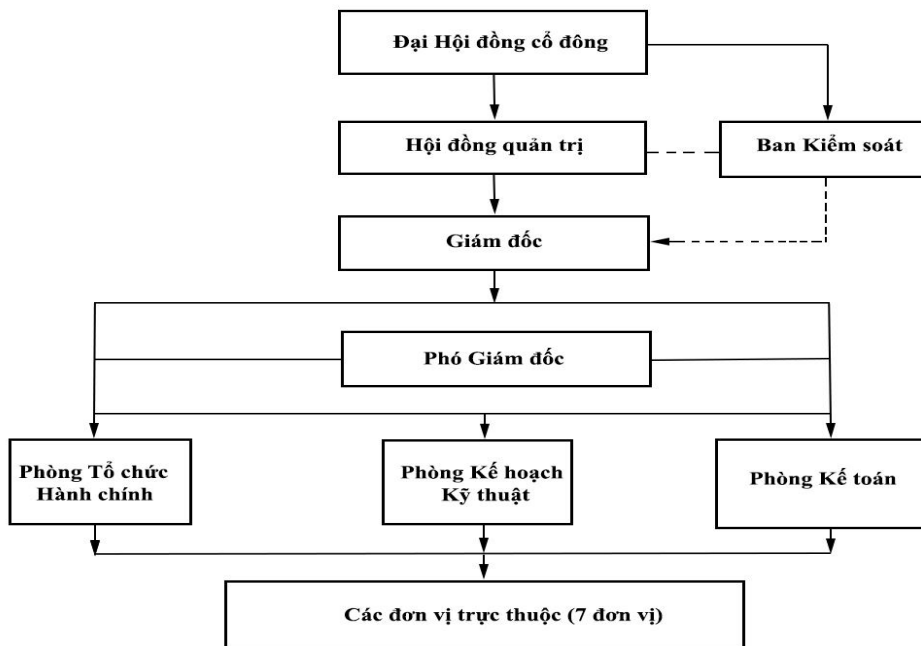 Đại Hội đồng cổ đông
Hội đồng quản trị
Ban Kiểm soát
Giám đốc
Phó Giám đốc
Phòng Tổ chức
Hành chính
Phòng Kế hoạch
Kỹ thuật
Phòng Kế toán
Các đơn vị trực thuộc (7 đơn vị)